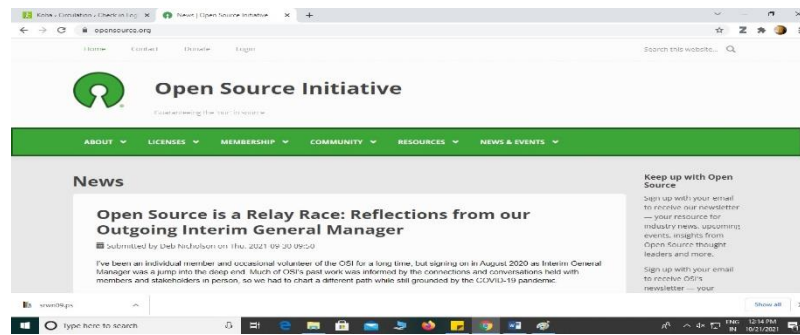 Koha › Circulation › Check in Log
News | Open Source Initiative
opensource.org
Home Contact Donate Login
Search this website...
Open Source Initiative
Guaranteeing the 'our' in source
ABOUT LICENSES MEMBERSHIP COMMUNITY RESOURCES NEWS & EVENTS
News
Open Source is a Relay Race: Reflections from our
Outgoing Interim General Manager
Submitted by Deb Nicholson on Thu, 2021-09-30 09:50
I've been an individual member and occasional volunteer of the OSI for a long time, but signing on in August 2020 as Interim General
Manager was a jump into the deep end. Much of OSI's past work was informed by the connections and conversations held with
members and stakeholders in person, so we had to chart a different path while still grounded by the COVID-19 pandemic.
Keep up with Open
Source
Sign up with your email
to receive our newsletter
— your resource for
industry news, upcoming
events, insights from
Open Source thought
leaders and more.
Sign up with your email
to receive OSI's
newsletter — your
Show all
Type here to search
ENG
IN
12:14 PM
10/21/2021